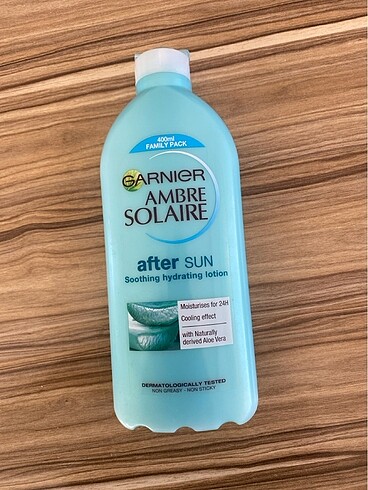 400ml
FAMILY PACK
GARNIER
AMBRE
SOLAIRE
after SUN
Soothing hydrating lotion
Moisturises for 24H
Cooling effect
with Naturally
derived Aloe Vera
DERMATOLOGICALLY TESTED
NON GREASY - NON STICKY